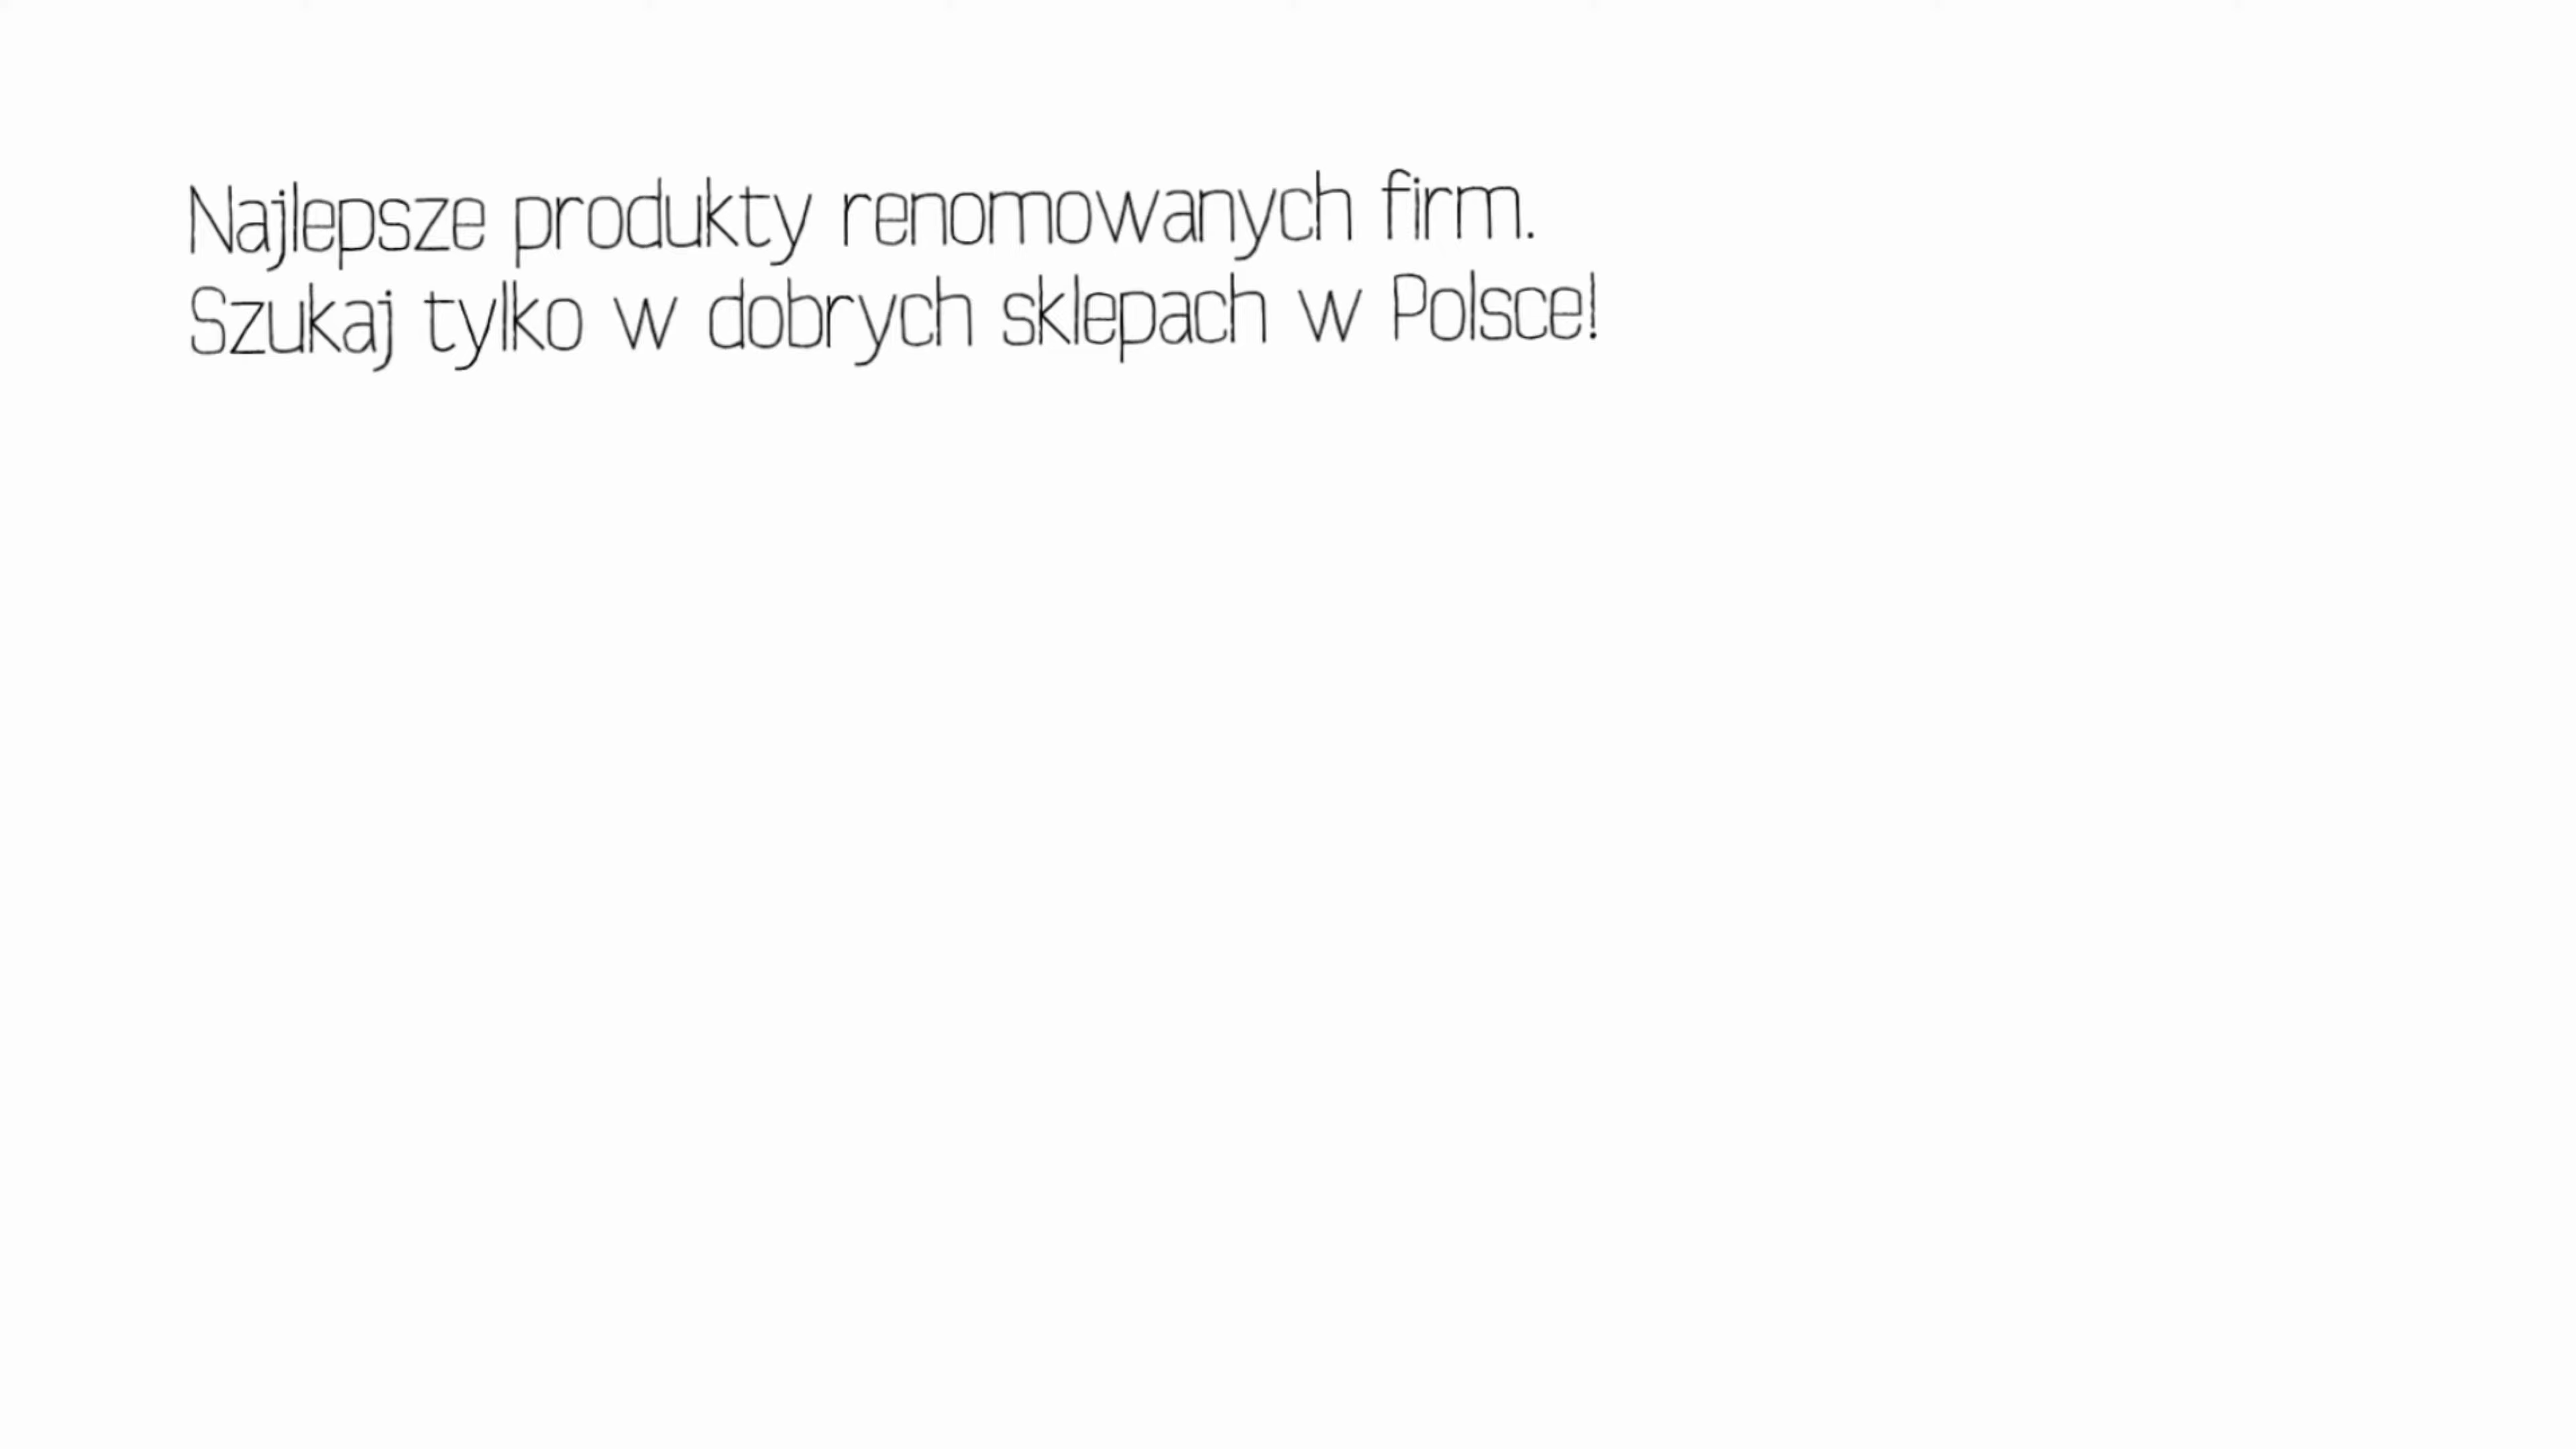 Najlepsze produkty renomowanych firm.
Szukaj tylko w dobrych sklepach w Polsce!